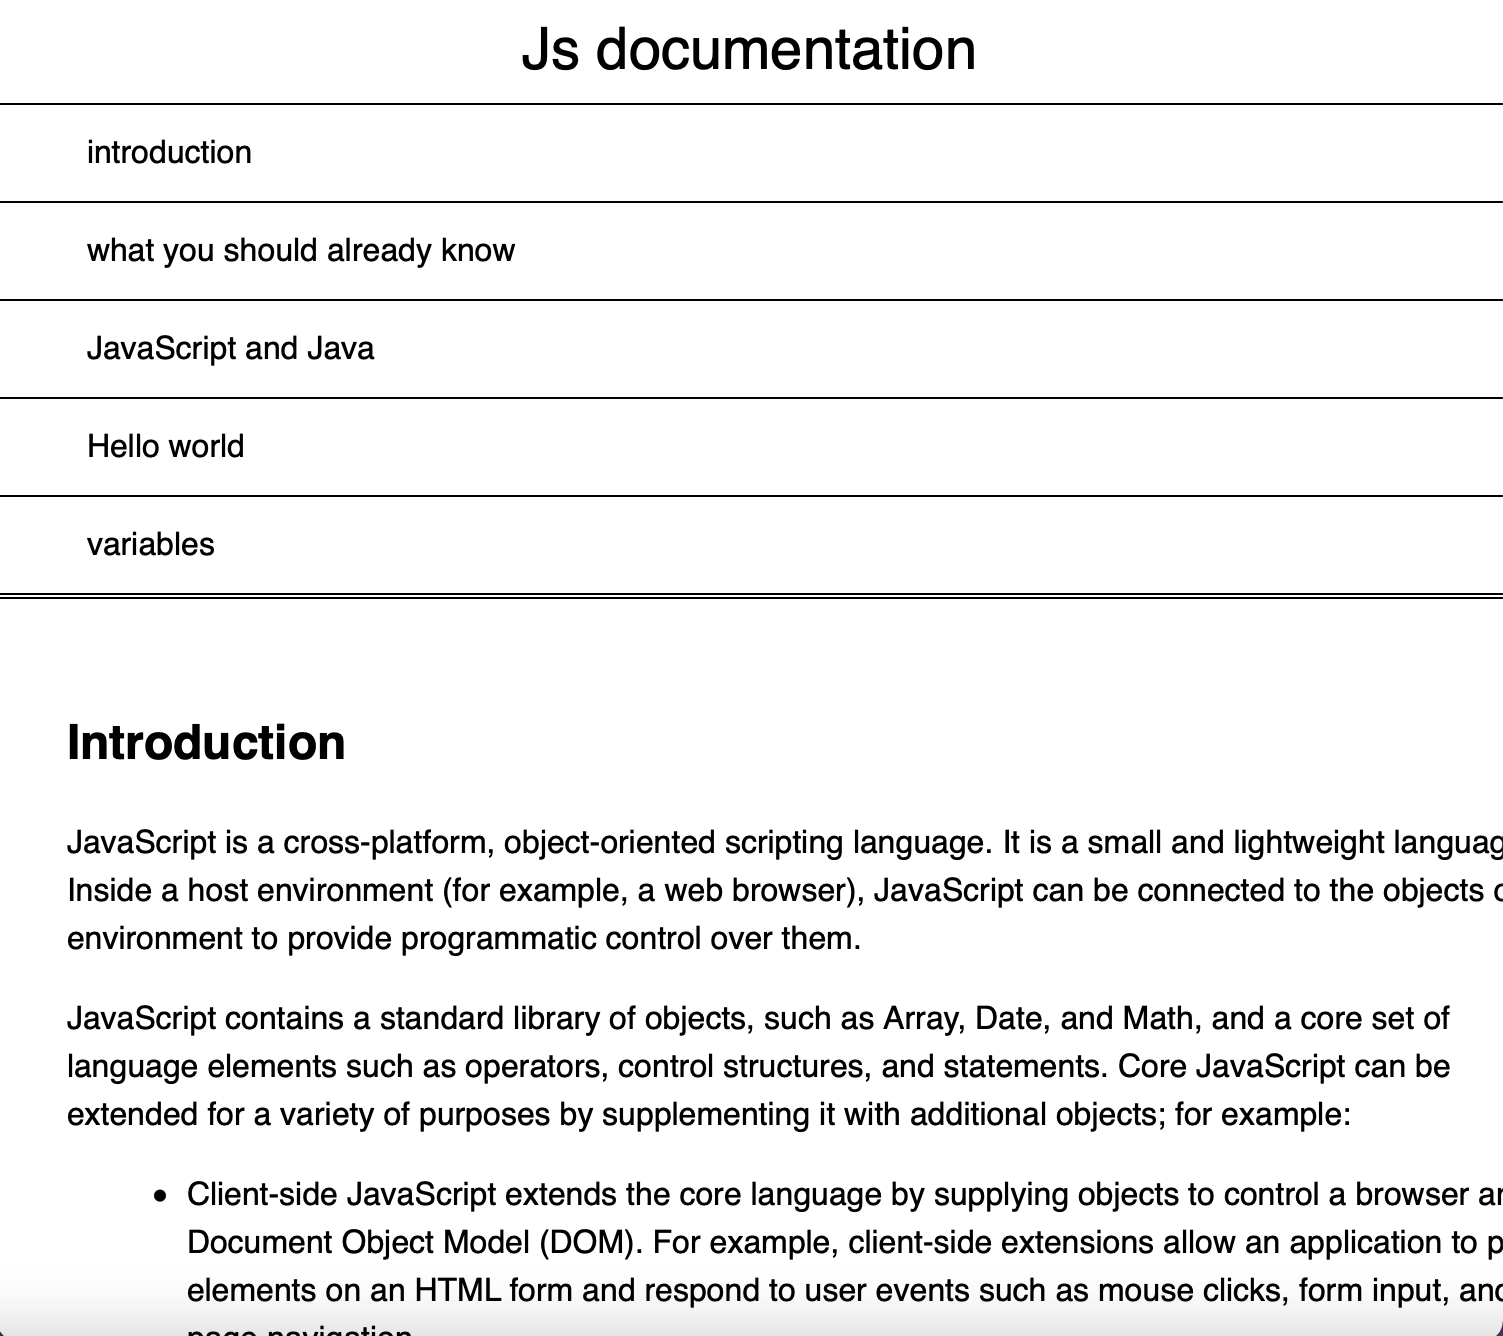 Js documentation
introduction
what you should already know
JavaScript and Java
Hello world
variables
Introduction
JavaScript is a cross-platform, object-oriented scripting language. It is a small and lightweight languag
Inside a host environment (for example, a web browser), JavaScript can be connected to the objects
environment to provide programmatic control over them.
JavaScript contains a standard library of objects, such as Array, Date, and Math, and a core set of
language elements such as operators, control structures, and statements. Core JavaScript can be
extended for a variety of purposes by supplementing it with additional objects; for example:
• Client-side JavaScript extends the core language by supplying objects to control a browser
Document Object Model (DOM). For example, client-side extensions allow an application to
elements on an HTML form and respond to user events such as mouse clicks, form input,
page navigation